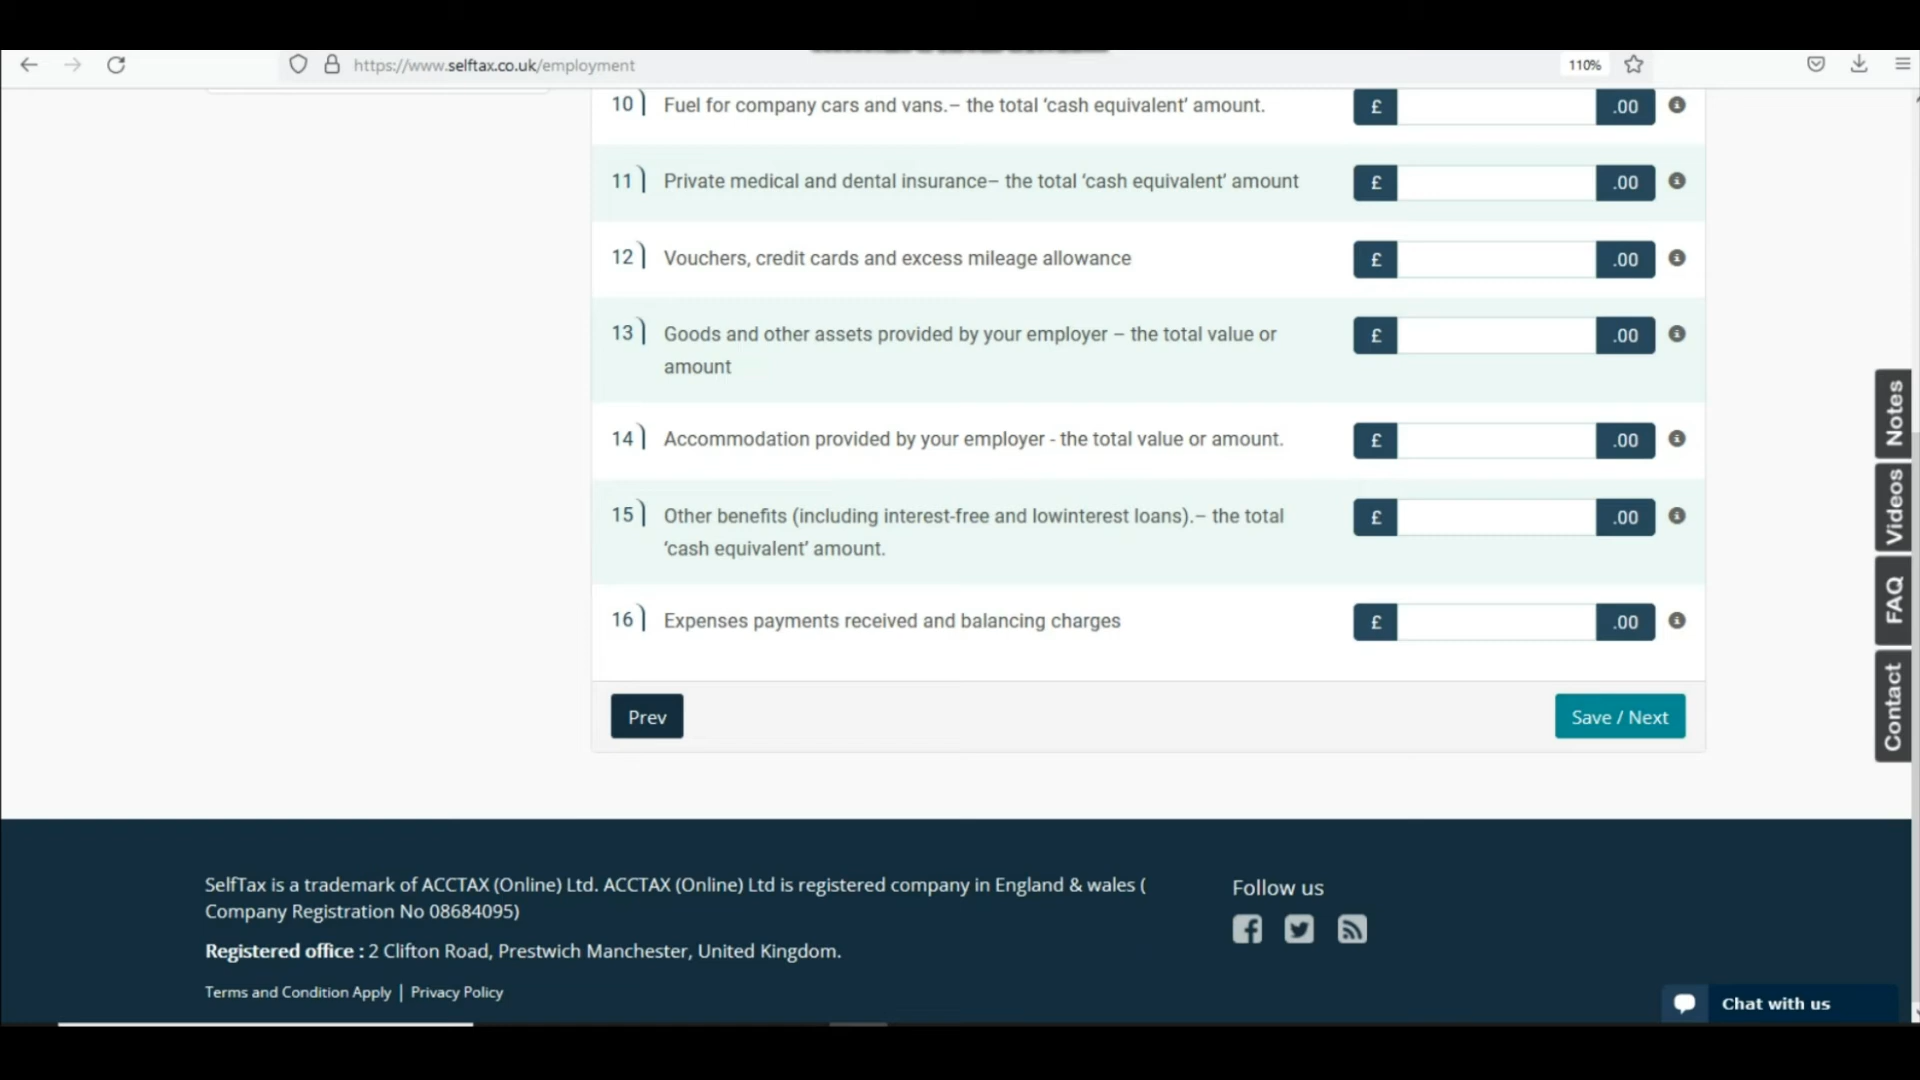 https://www.selftax.co.uk/employment
110%
10 Fuel for company cars and vans.– the total ‘cash equivalent’ amount. £ .00
11 Private medical and dental insurance– the total ‘cash equivalent’ amount £ .00
12 Vouchers, credit cards and excess mileage allowance £ .00
13 Goods and other assets provided by your employer – the total value or £ .00
amount
14 Accommodation provided by your employer - the total value or amount. £ .00
15 Other benefits (including interest-free and lowinterest loans).– the total £ .00
‘cash equivalent’ amount.
16 Expenses payments received and balancing charges £ .00
Prev
Save / Next
Notes
Videos
FAQ
Contact
SelfTax is a trademark of ACCTAX (Online) Ltd. ACCTAX (Online) Ltd is registered company in England & wales (
Company Registration No 08684095)
Registered office : 2 Clifton Road, Prestwich Manchester, United Kingdom.
Terms and Condition Apply | Privacy Policy
Follow us
Chat with us